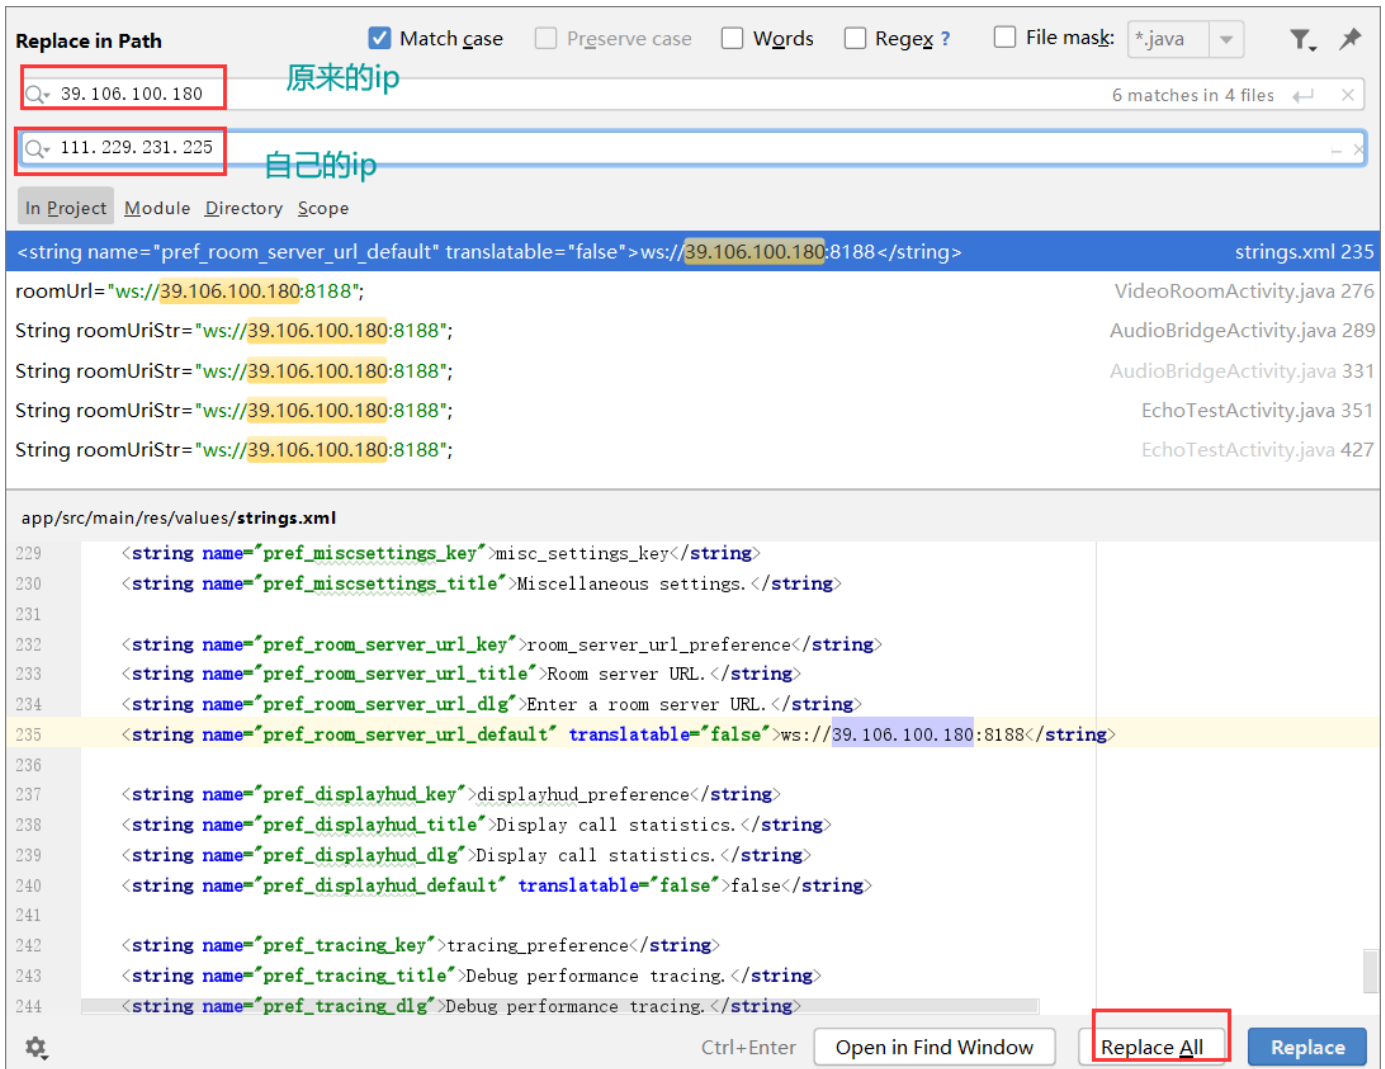 Replace in Path Match case Preserve case Words Regex ? File mask: *.java
39.106.100.180 原来的ip 6 matches in 4 files
111.229.231.225 自己的ip
In Project Module Directory Scope
<string name="pref_room_server_url_default" translatable="false">ws://39.106.100.180:8188</string> strings.xml 235
roomUrl="ws://39.106.100.180:8188"; VideoRoomActivity.java 276
String roomUriStr="ws://39.106.100.180:8188"; AudioBridgeActivity.java 289
String roomUriStr="ws://39.106.100.180:8188"; AudioBridgeActivity.java 331
String roomUriStr="ws://39.106.100.180:8188"; EchoTestActivity.java 351
String roomUriStr="ws://39.106.100.180:8188"; EchoTestActivity.java 427
app/src/main/res/values/strings.xml
229 <string name="pref_miscsettings_key">misc_settings_key</string>
230 <string name="pref_miscsettings_title">Miscellaneous settings.</string>
231
232 <string name="pref_room_server_url_key">room_server_url_preference</string>
233 <string name="pref_room_server_url_title">Room server URL.</string>
234 <string name="pref_room_server_url_dlg">Enter a room server URL.</string>
235 <string name="pref_room_server_url_default" translatable="false">ws://39.106.100.180:8188</string>
236
237 <string name="pref_displayhud_key">displayhud_preference</string>
238 <string name="pref_displayhud_title">Display call statistics.</string>
239 <string name="pref_displayhud_dlg">Display call statistics.</string>
240 <string name="pref_displayhud_default" translatable="false">false</string>
241
242 <string name="pref_tracing_key">tracing_preference</string>
243 <string name="pref_tracing_title">Debug performance tracing.</string>
244 <string name="pref_tracing_dlg">Debug performance tracing.</string>
Ctrl+Enter Open in Find Window Replace All Replace